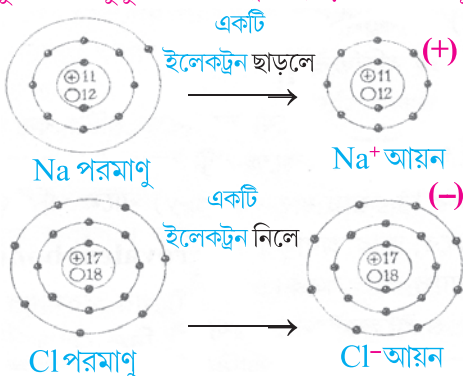 একটি
ইলেকট্রন ছাড়লে
(+)
+11
12
+11
12
Na পরমাণু
Na⁺ আয়ন
একটি
ইলেকট্রন নিলে
(−)
+17
18
+17
18
Cl পরমাণু
Cl⁻ আয়ন